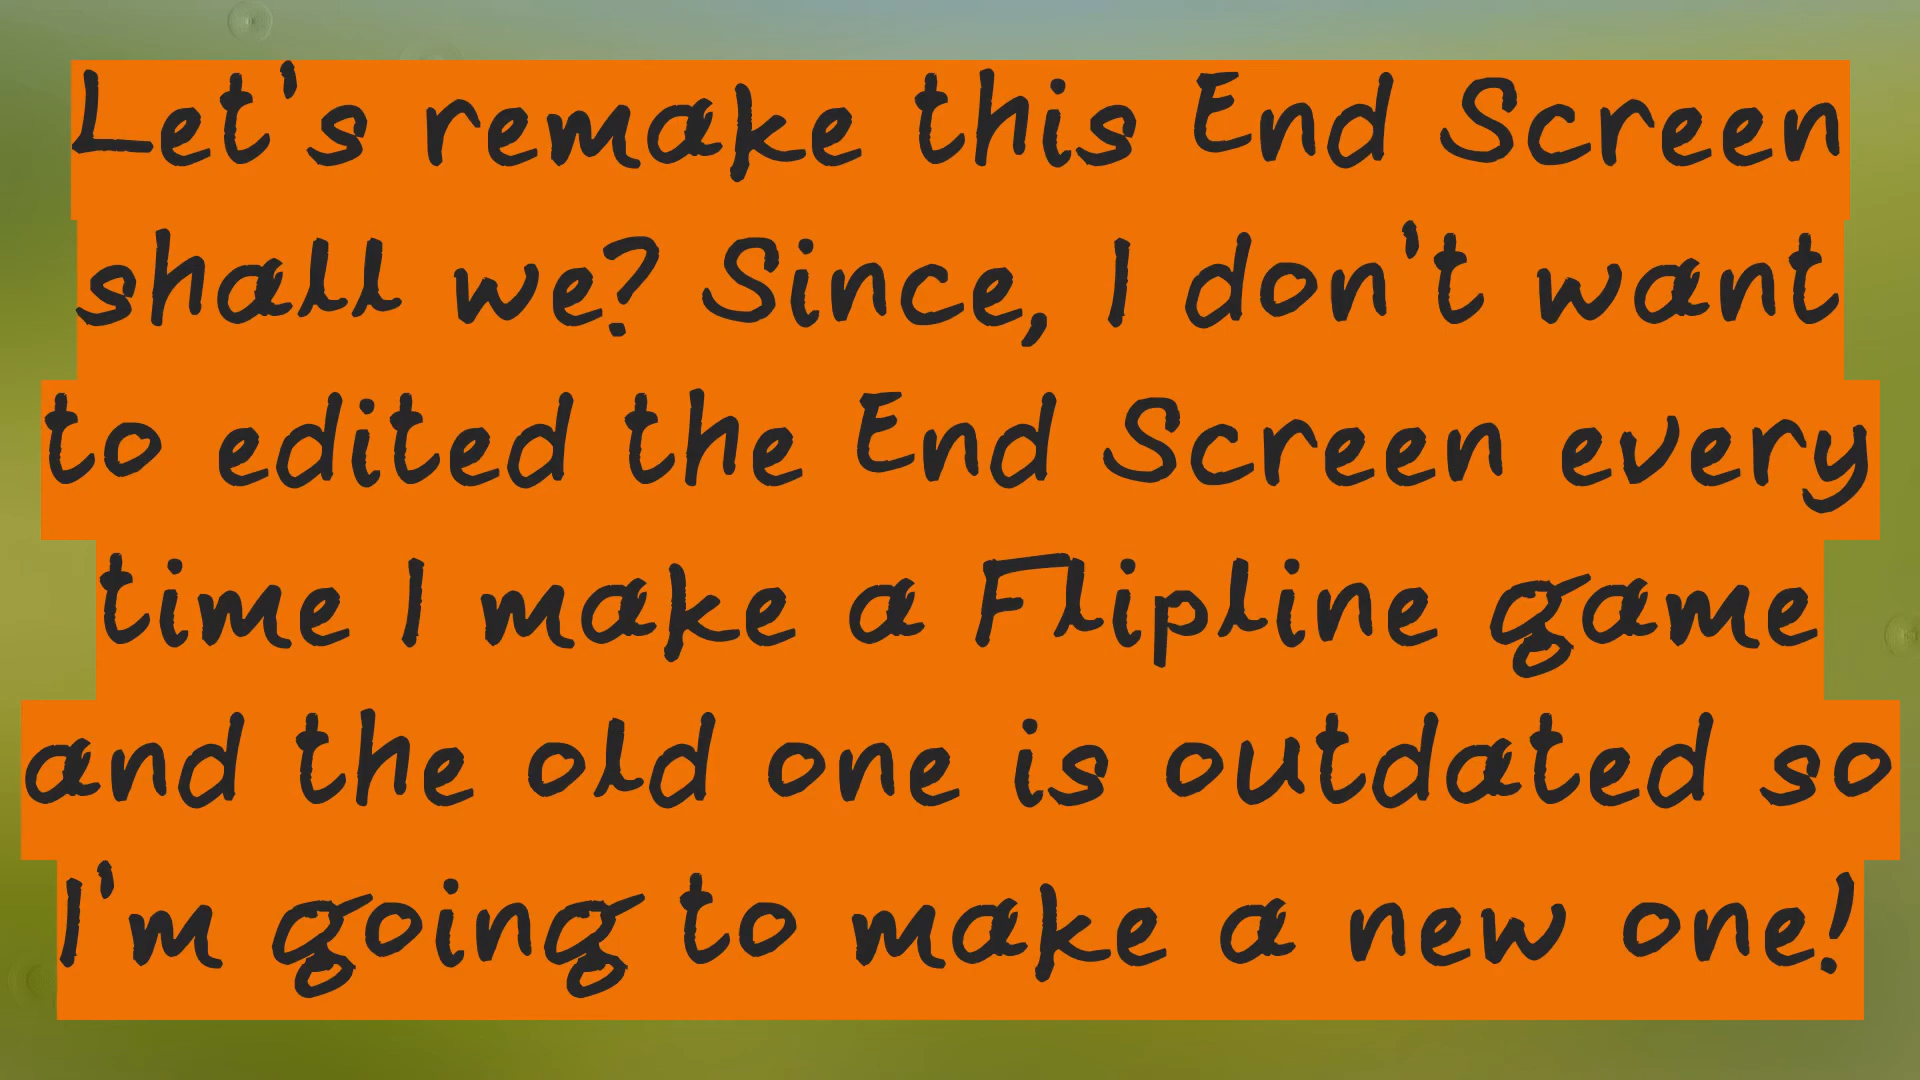 Let's remake this End Screen
shall we? Since, I don't want
to edited the End Screen every
time I make a Flipline game
and the old one is outdated so
I'm going to make a new one!